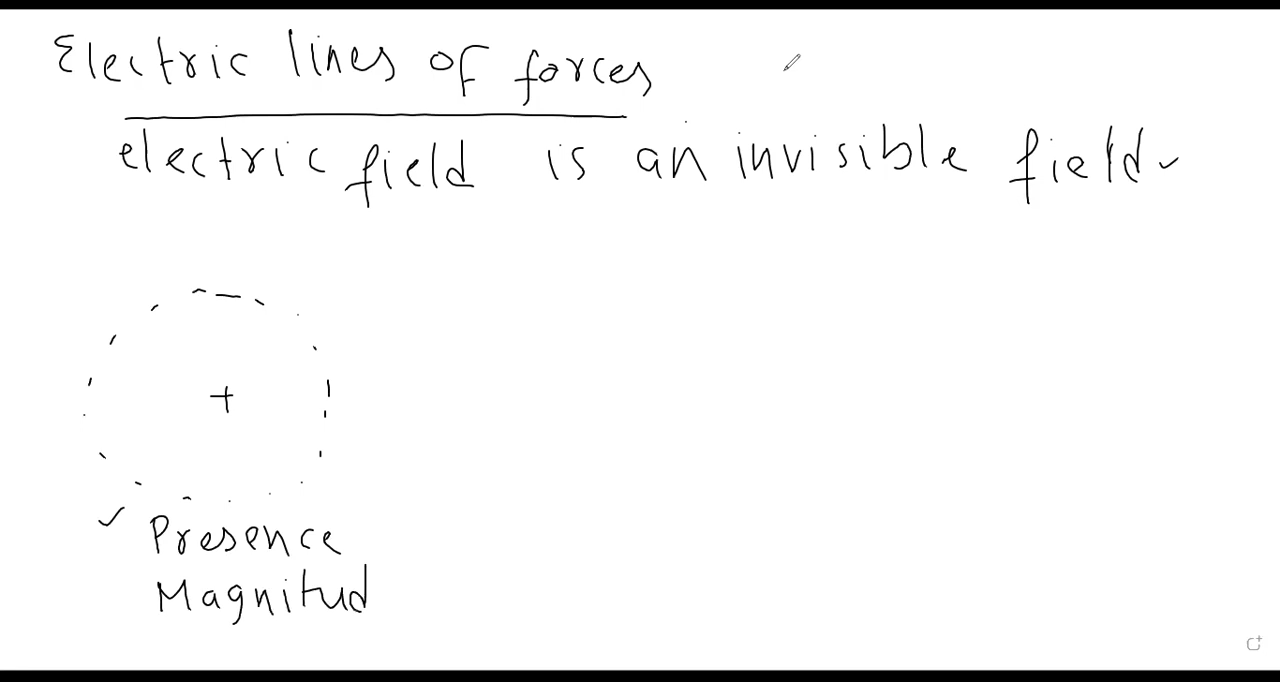 Electric lines of forces
electric field is an invisible field
+
Presence
Magnitud